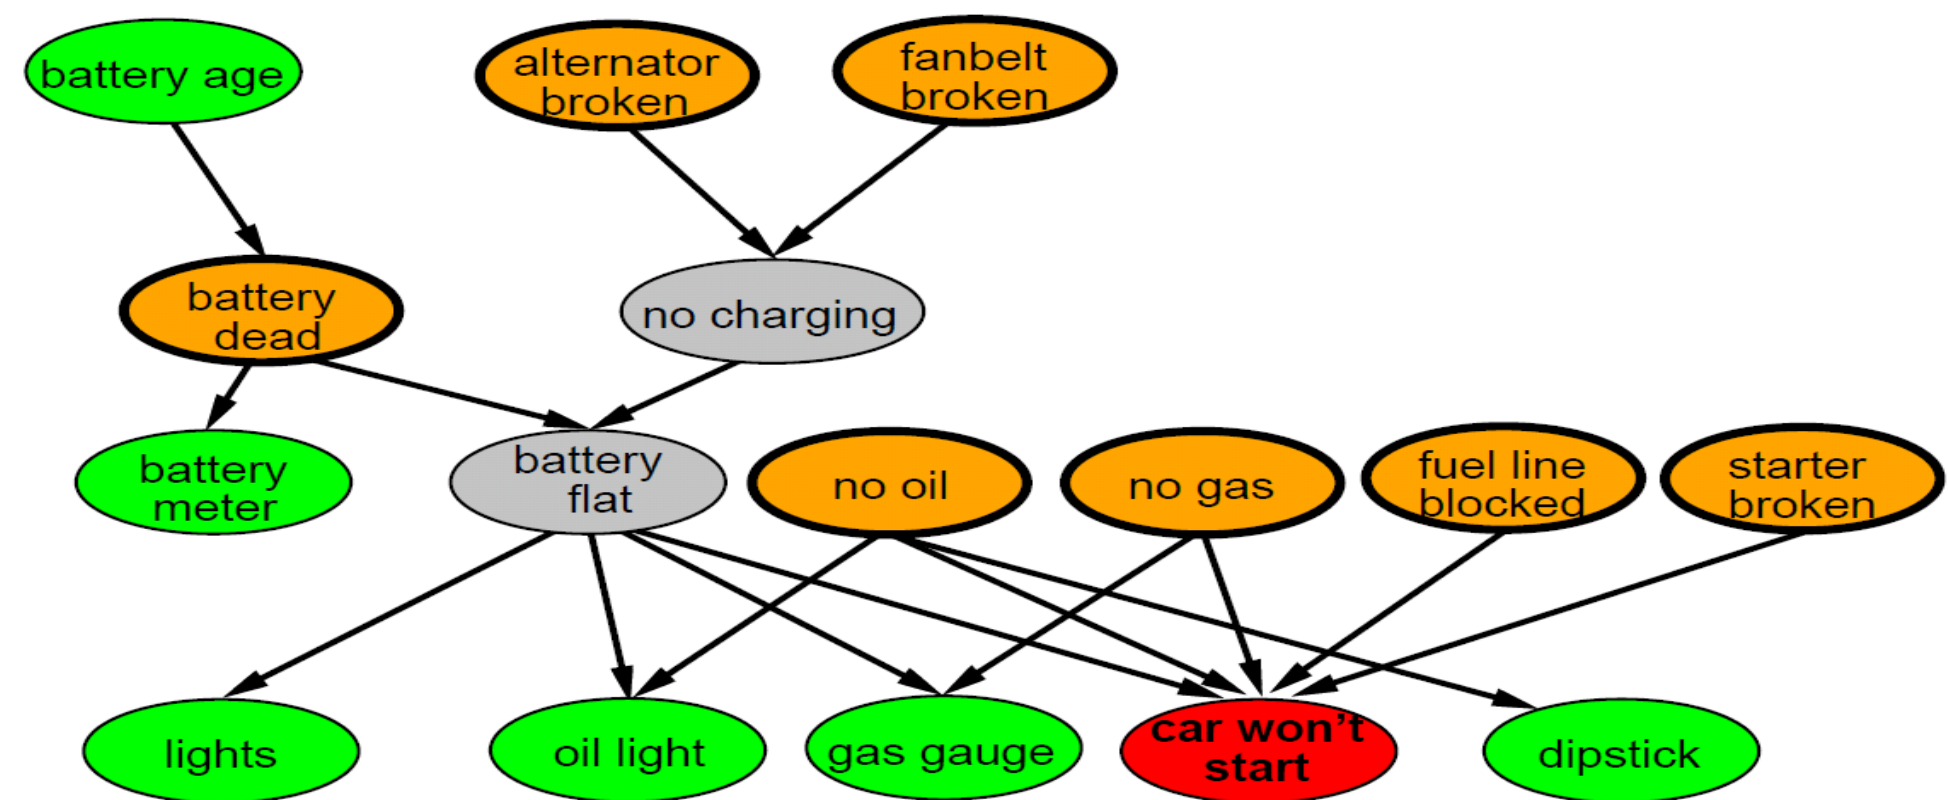 battery age
alternator
broken
fanbelt
broken
battery
dead
no charging
battery
meter
battery
flat
no oil
no gas
fuel line
blocked
starter
broken
lights
oil light
gas gauge
car won't
start
dipstick